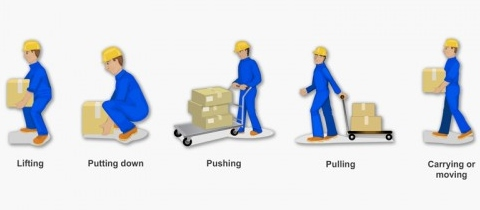 Lifting
Putting down
Pushing
Pulling
Carrying or
moving